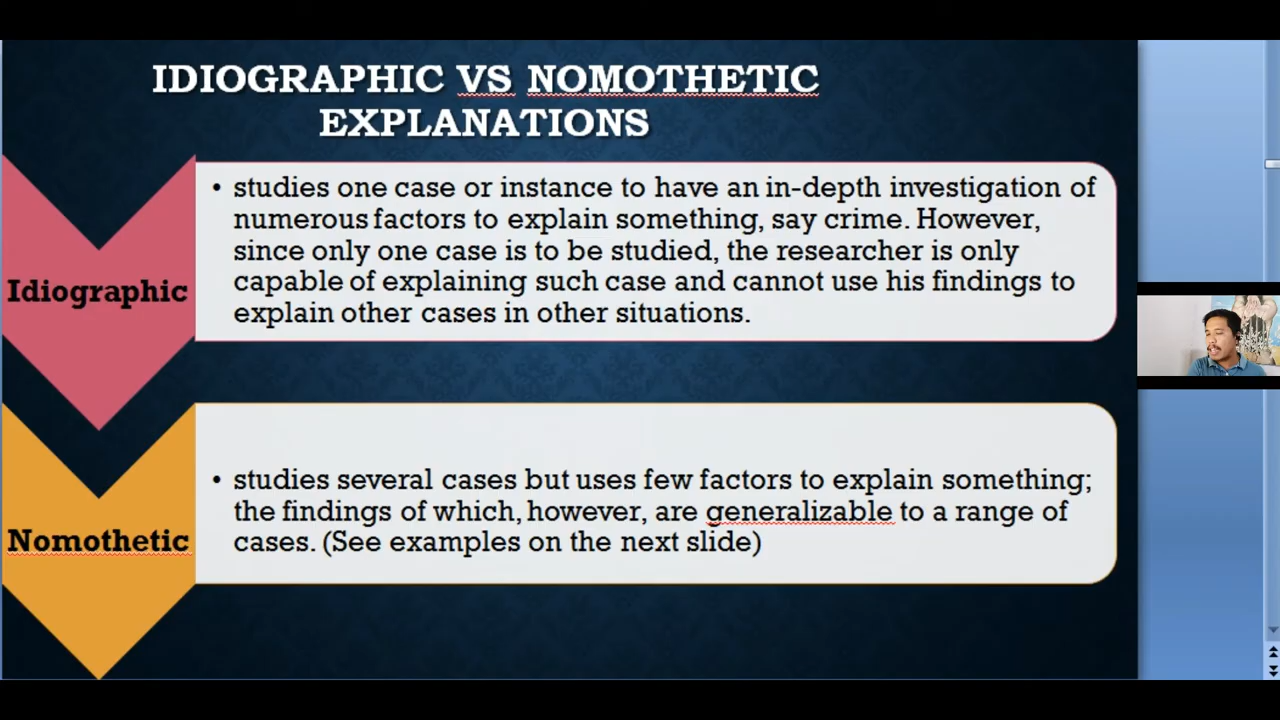 IDIOGRAPHIC VS NOMOTHETIC
EXPLANATIONS
Idiographic
• studies one case or instance to have an in-depth investigation of
numerous factors to explain something, say crime. However,
since only one case is to be studied, the researcher is only
capable of explaining such case and cannot use his findings to
explain other cases in other situations.
Nomothetic
• studies several cases but uses few factors to explain something;
the findings of which, however, are generalizable to a range of
cases. (See examples on the next slide)